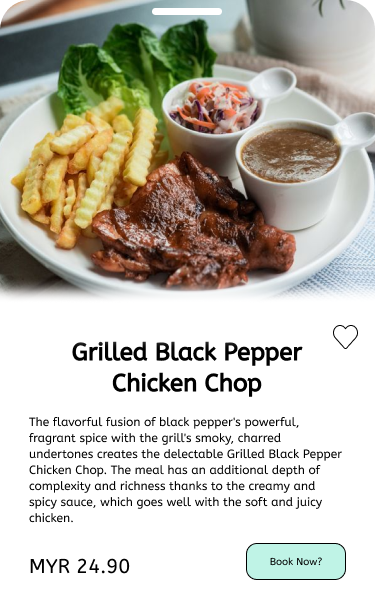 Grilled Black Pepper
Chicken Chop
The flavorful fusion of black pepper's powerful,
fragrant spice with the grill's smoky, charred
undertones creates the delectable Grilled Black Pepper
Chicken Chop. The meal has an additional depth of
complexity and richness thanks to the creamy and
spicy sauce, which goes well with the soft and juicy
chicken.
MYR 24.90
Book Now?